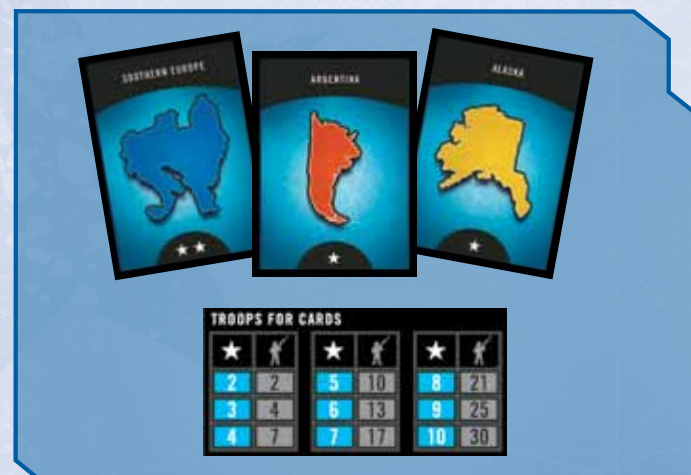 SOUTHERN EUROPE
ARGENTINA
ALASKA
TROOPS FOR CARDS
2 2 5 10 8 21
3 4 6 13 9 25
4 7 7 17 10 30